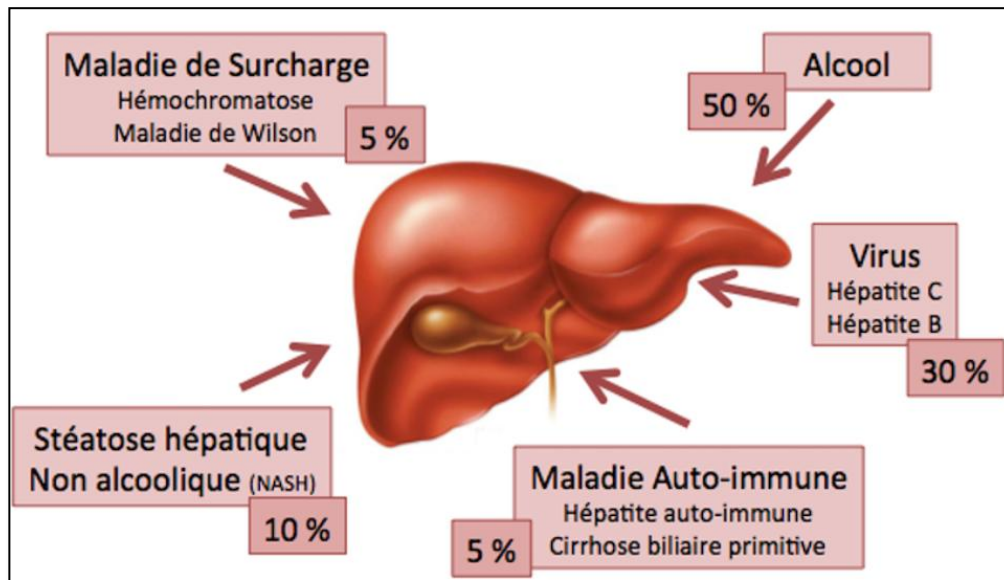 Maladie de Surcharge
Hémochromatose
Maladie de Wilson
5 %
Alcool
50 %
Virus
Hépatite C
Hépatite B
30 %
Stéatose hépatique
Non alcoolique (NASH)
10 %
Maladie Auto-immune
Hépatite auto-immune
Cirrhose biliaire primitive
5 %